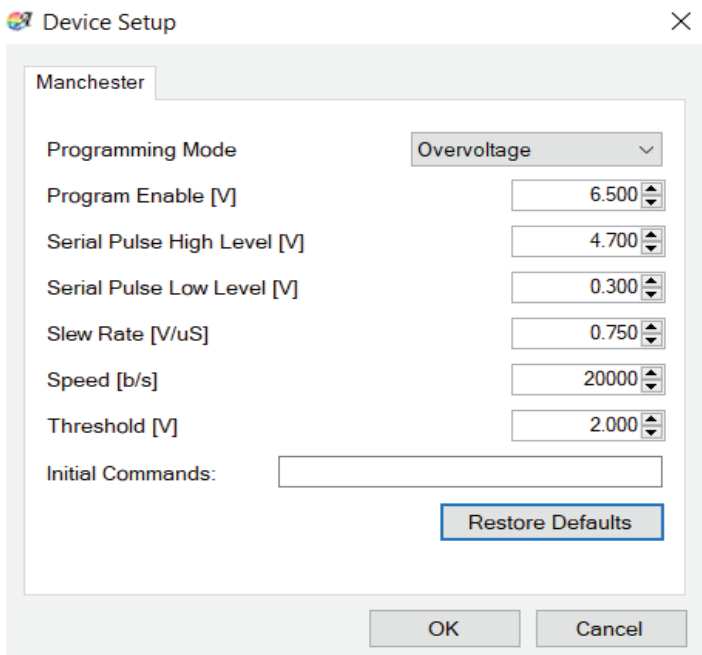 Device Setup
Manchester
Programming Mode Overvoltage
Program Enable [V] 6.500
Serial Pulse High Level [V] 4.700
Serial Pulse Low Level [V] 0.300
Slew Rate [V/uS] 0.750
Speed [b/s] 20000
Threshold [V] 2.000
Initial Commands:
Restore Defaults
OK Cancel